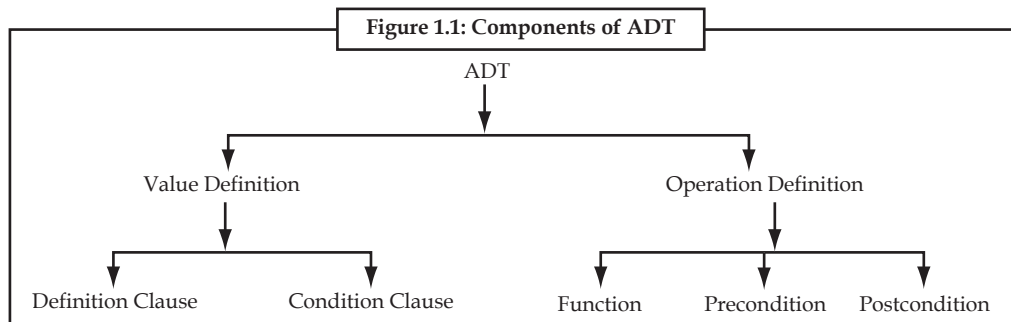 Figure 1.1: Components of ADT
ADT
Value Definition
Operation Definition
Definition Clause
Condition Clause
Function
Precondition
Postcondition